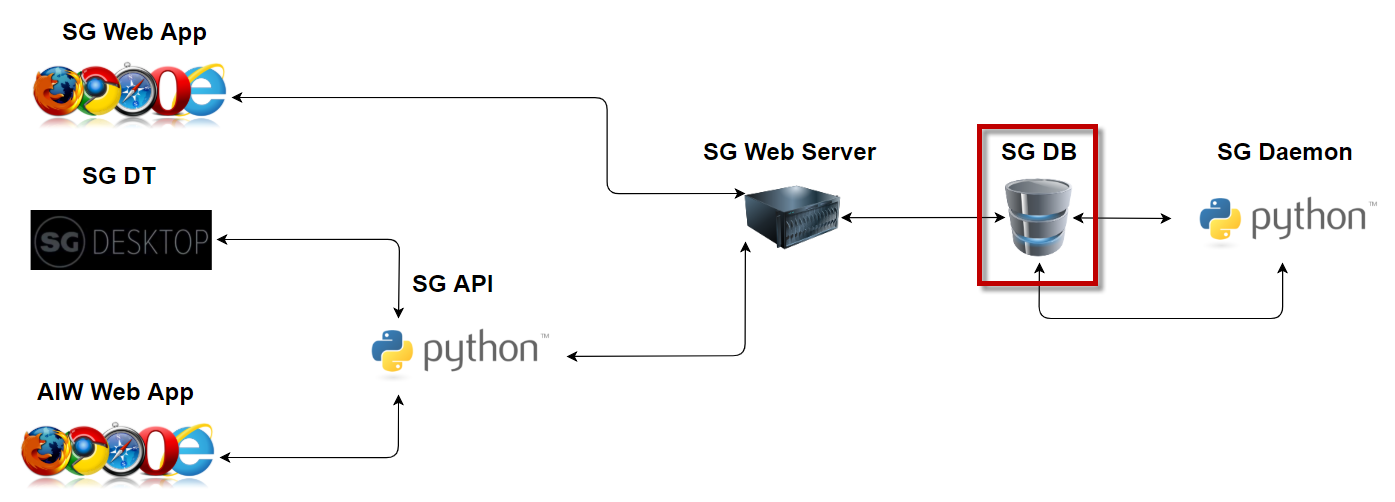 SG Web App
SG DT
SG DESKTOP
SG API
python™
AIW Web App
SG Web Server
SG DB
SG Daemon
python™